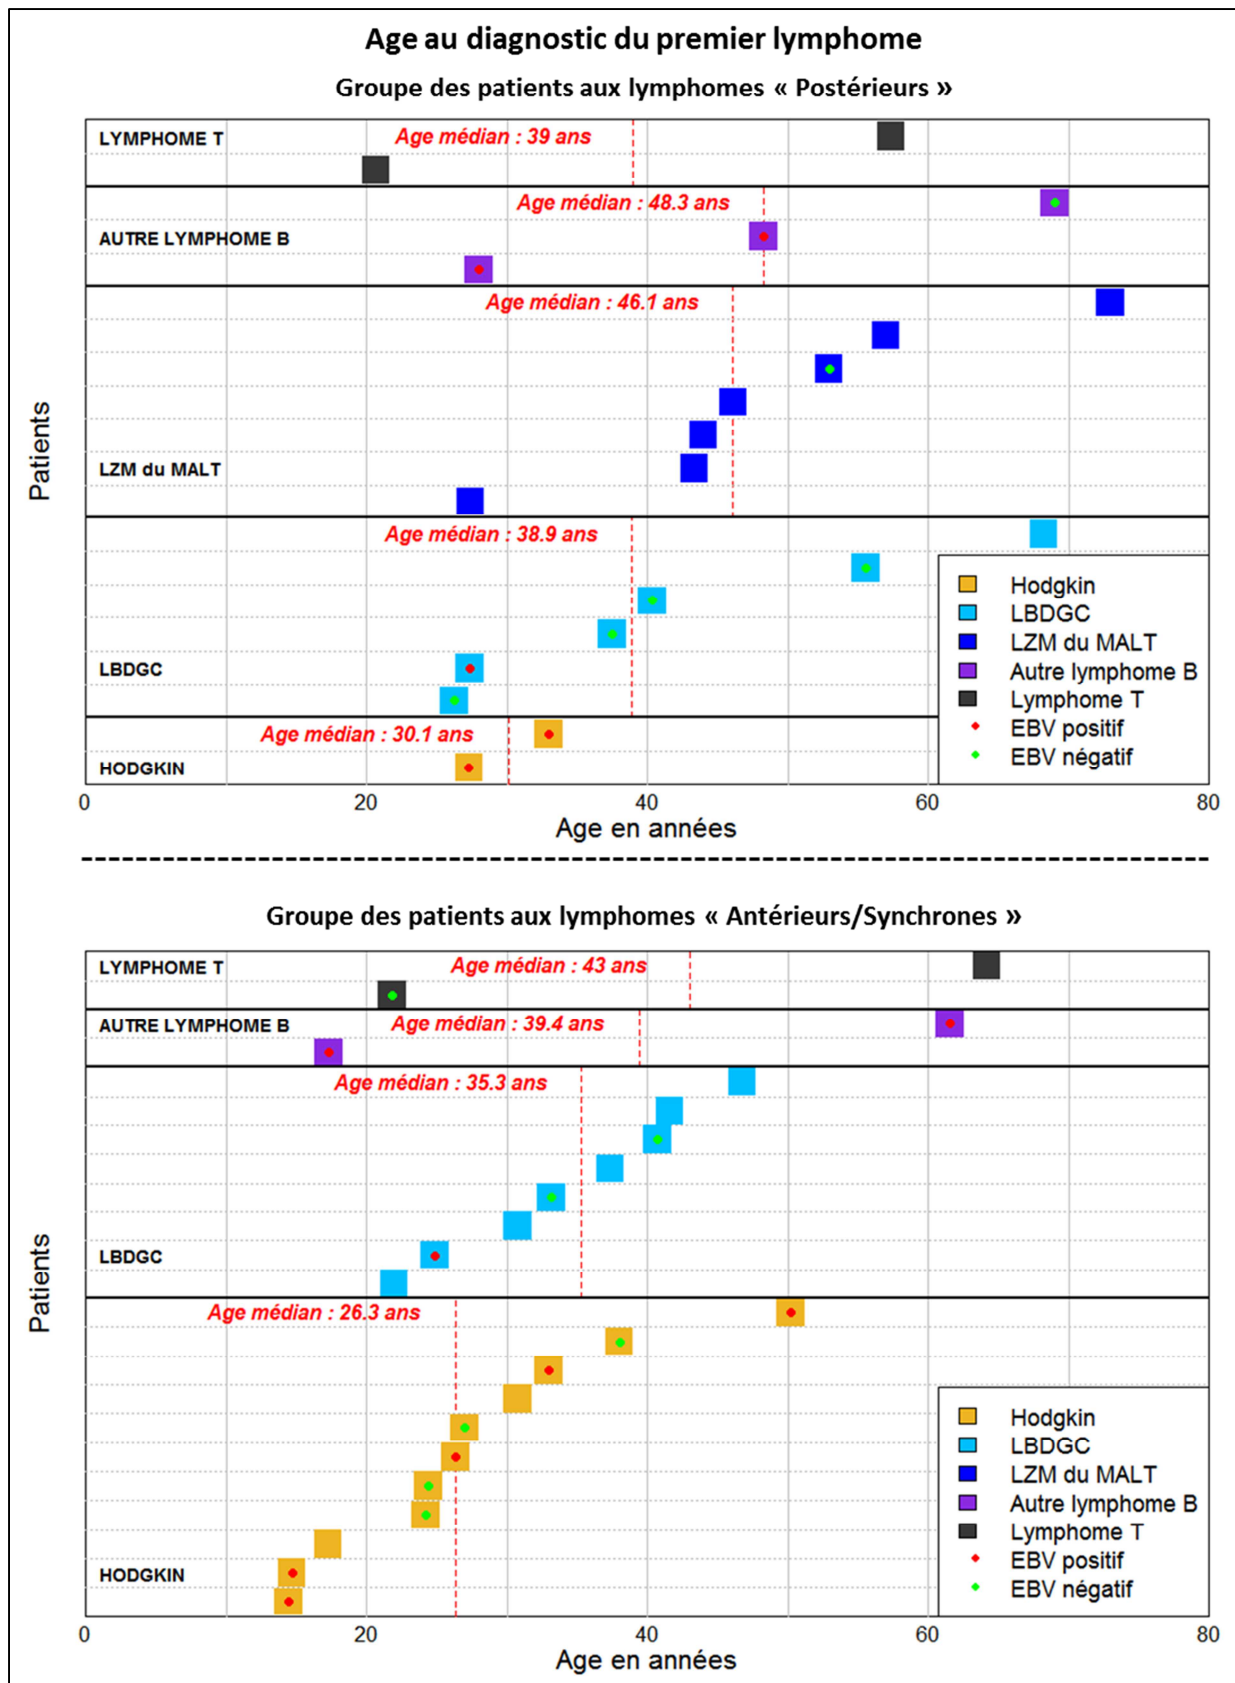 Age au diagnostic du premier lymphome
Groupe des patients aux lymphomes « Postérieurs »
LYMPHOME T
Age médian : 39 ans
Age médian : 48.3 ans
AUTRE LYMPHOME B
Age médian : 46.1 ans
LZM du MALT
Age médian : 38.9 ans
LBDGC
Age médian : 30.1 ans
HODGKIN
Patients
Hodgkin
LBDGC
LZM du MALT
Autre lymphome B
Lymphome T
EBV positif
EBV négatif
0 20 40 60 80
Age en années
Groupe des patients aux lymphomes « Antérieurs/Synchrones »
LYMPHOME T
Age médian : 43 ans
AUTRE LYMPHOME B
Age médian : 39.4 ans
Age médian : 35.3 ans
LBDGC
Age médian : 26.3 ans
HODGKIN
Patients
Hodgkin
LBDGC
LZM du MALT
Autre lymphome B
Lymphome T
EBV positif
EBV négatif
0 20 40 60 80
Age en années